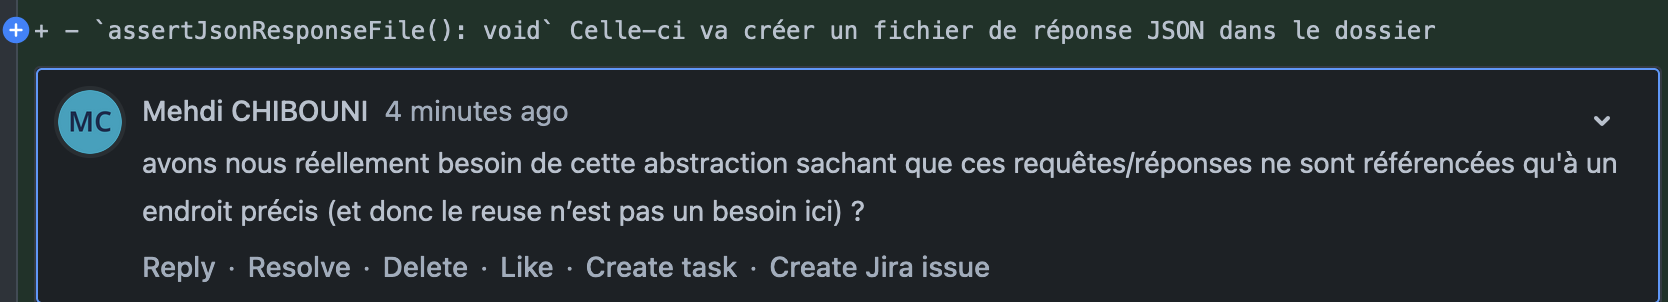 + - `assertJsonResponseFile(): void` Celle-ci va créer un fichier de réponse JSON dans le dossier
MC
Mehdi CHIBOUNI 4 minutes ago
avons nous réellement besoin de cette abstraction sachant que ces requêtes/réponses ne sont référencées qu'à un
endroit précis (et donc le reuse n’est pas un besoin ici) ?
Reply · Resolve · Delete · Like · Create task · Create Jira issue